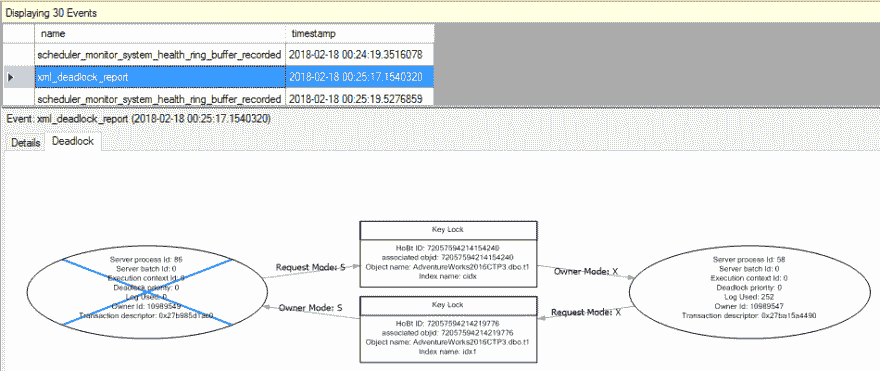 Displaying 30 Events
name timestamp
scheduler_monitor_system_health_ring_buffer_recorded 2018-02-18 00:24:19.3516078
xml_deadlock_report 2018-02-18 00:25:17.1540320
scheduler_monitor_system_health_ring_buffer_recorded 2018-02-18 00:25:19.5276859
Event: xml_deadlock_report (2018-02-18 00:25:17.1540320)
Details Deadlock
Server process Id: 86
Server batch Id: 0
Execution context Id: 0
Deadlock priority: 0
Log Used: 0
Owner Id: 10989549
Transaction descriptor:
Request Mode: S
Owner Mode: S
Key Lock
HoBt ID: 72057594214154240
associated objid: 72057594214154240
Object name: AdventureWorks2016CTP3.dbo.t1
Index name: cidx
Key Lock
HoBt ID: 72057594214219776
associated objid: 72057594214219776
Object name: AdventureWorks2016CTP3.dbo.t1
Index name: idx1
Owner Mode: X
Request Mode: X
Server process Id: 58
Server batch Id: 0
Execution context Id: 0
Deadlock priority: 0
Log Used: 252
Owner Id: 10989547
Transaction descriptor: 0x27ba15a4490